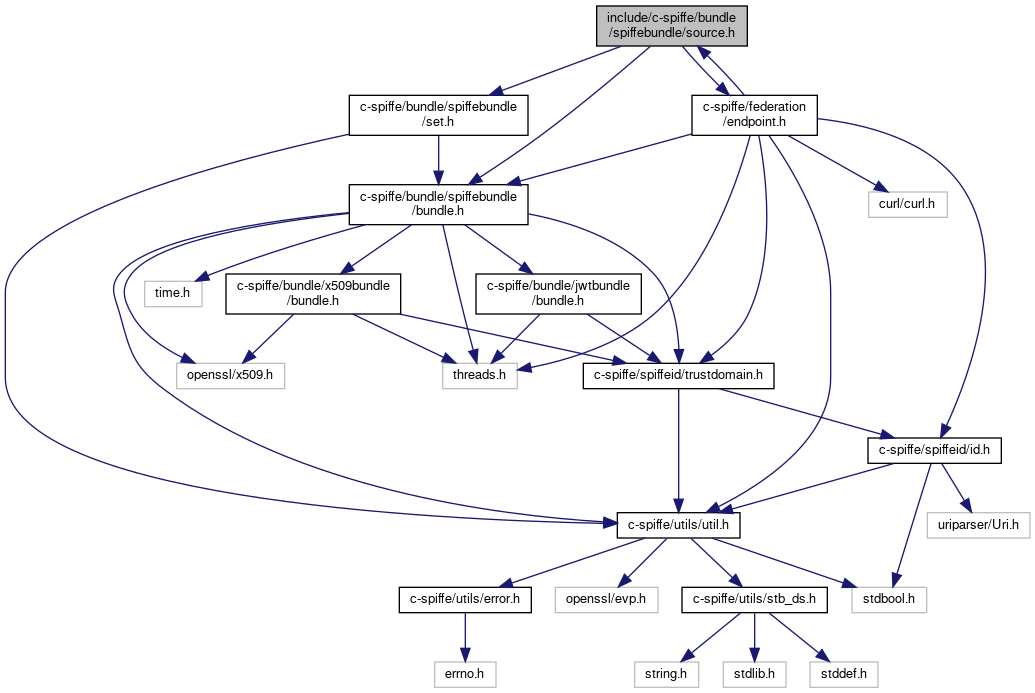 include/c-spiffe/bundle
/spiffebundle/source.h
c-spiffe/bundle/spiffebundle
/set.h
c-spiffe/federation
/endpoint.h
c-spiffe/bundle/spiffebundle
/bundle.h
curl/curl.h
time.h
c-spiffe/bundle/x509bundle
/bundle.h
c-spiffe/bundle/jwtbundle
/bundle.h
openssl/x509.h
threads.h
c-spiffe/spiffeid/trustdomain.h
c-spiffe/spiffeid/id.h
c-spiffe/utils/util.h
uriparser/Uri.h
c-spiffe/utils/error.h
openssl/evp.h
c-spiffe/utils/stb_ds.h
stdbool.h
errno.h
string.h
stdlib.h
stddef.h